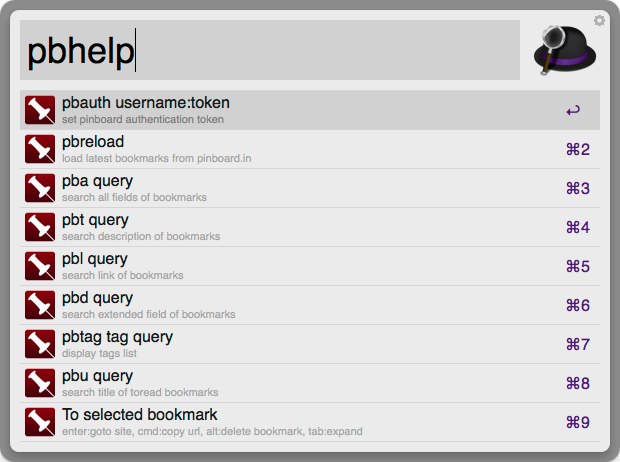 pbhelp
pbauth username:token
set pinboard authentication token
↩
pbreload
load latest bookmarks from pinboard.in
⌘2
pba query
search all fields of bookmarks
⌘3
pbt query
search description of bookmarks
⌘4
pbl query
search link of bookmarks
⌘5
pbd query
search extended field of bookmarks
⌘6
pbtag tag query
display tags list
⌘7
pbu query
search title of toread bookmarks
⌘8
To selected bookmark
enter:goto site, cmd:copy url, alt:delete bookmark, tab:expand
⌘9